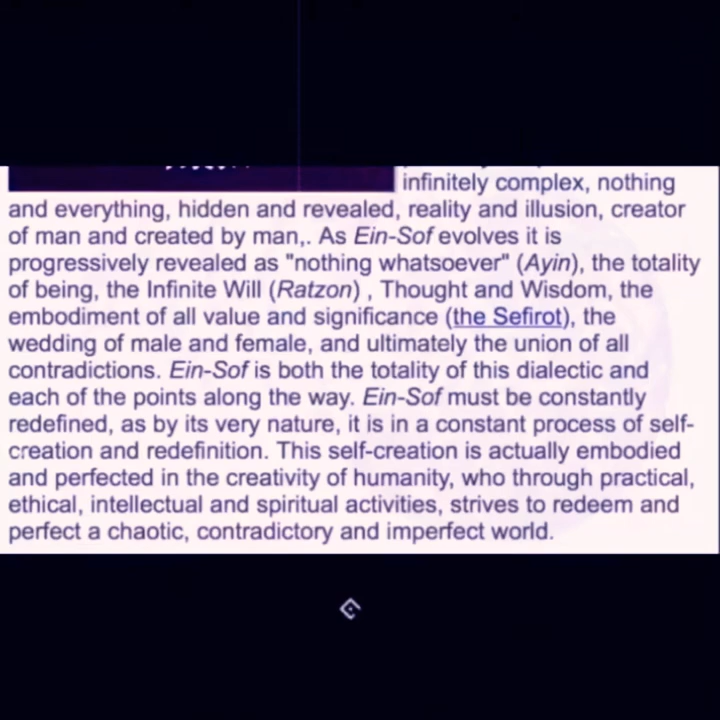 infinitely complex, nothing
and everything, hidden and revealed, reality and illusion, creator
of man and created by man,. As Ein-Sof evolves it is
progressively revealed as "nothing whatsoever" (Ayin), the totality
of being, the Infinite Will (Ratzon) , Thought and Wisdom, the
embodiment of all value and significance (the Sefirot), the
wedding of male and female, and ultimately the union of all
contradictions. Ein-Sof is both the totality of this dialectic and
each of the points along the way. Ein-Sof must be constantly
redefined, as by its very nature, it is in a constant process of self-
creation and redefinition. This self-creation is actually embodied
and perfected in the creativity of humanity, who through practical,
ethical, intellectual and spiritual activities, strives to redeem and
perfect a chaotic, contradictory and imperfect world.